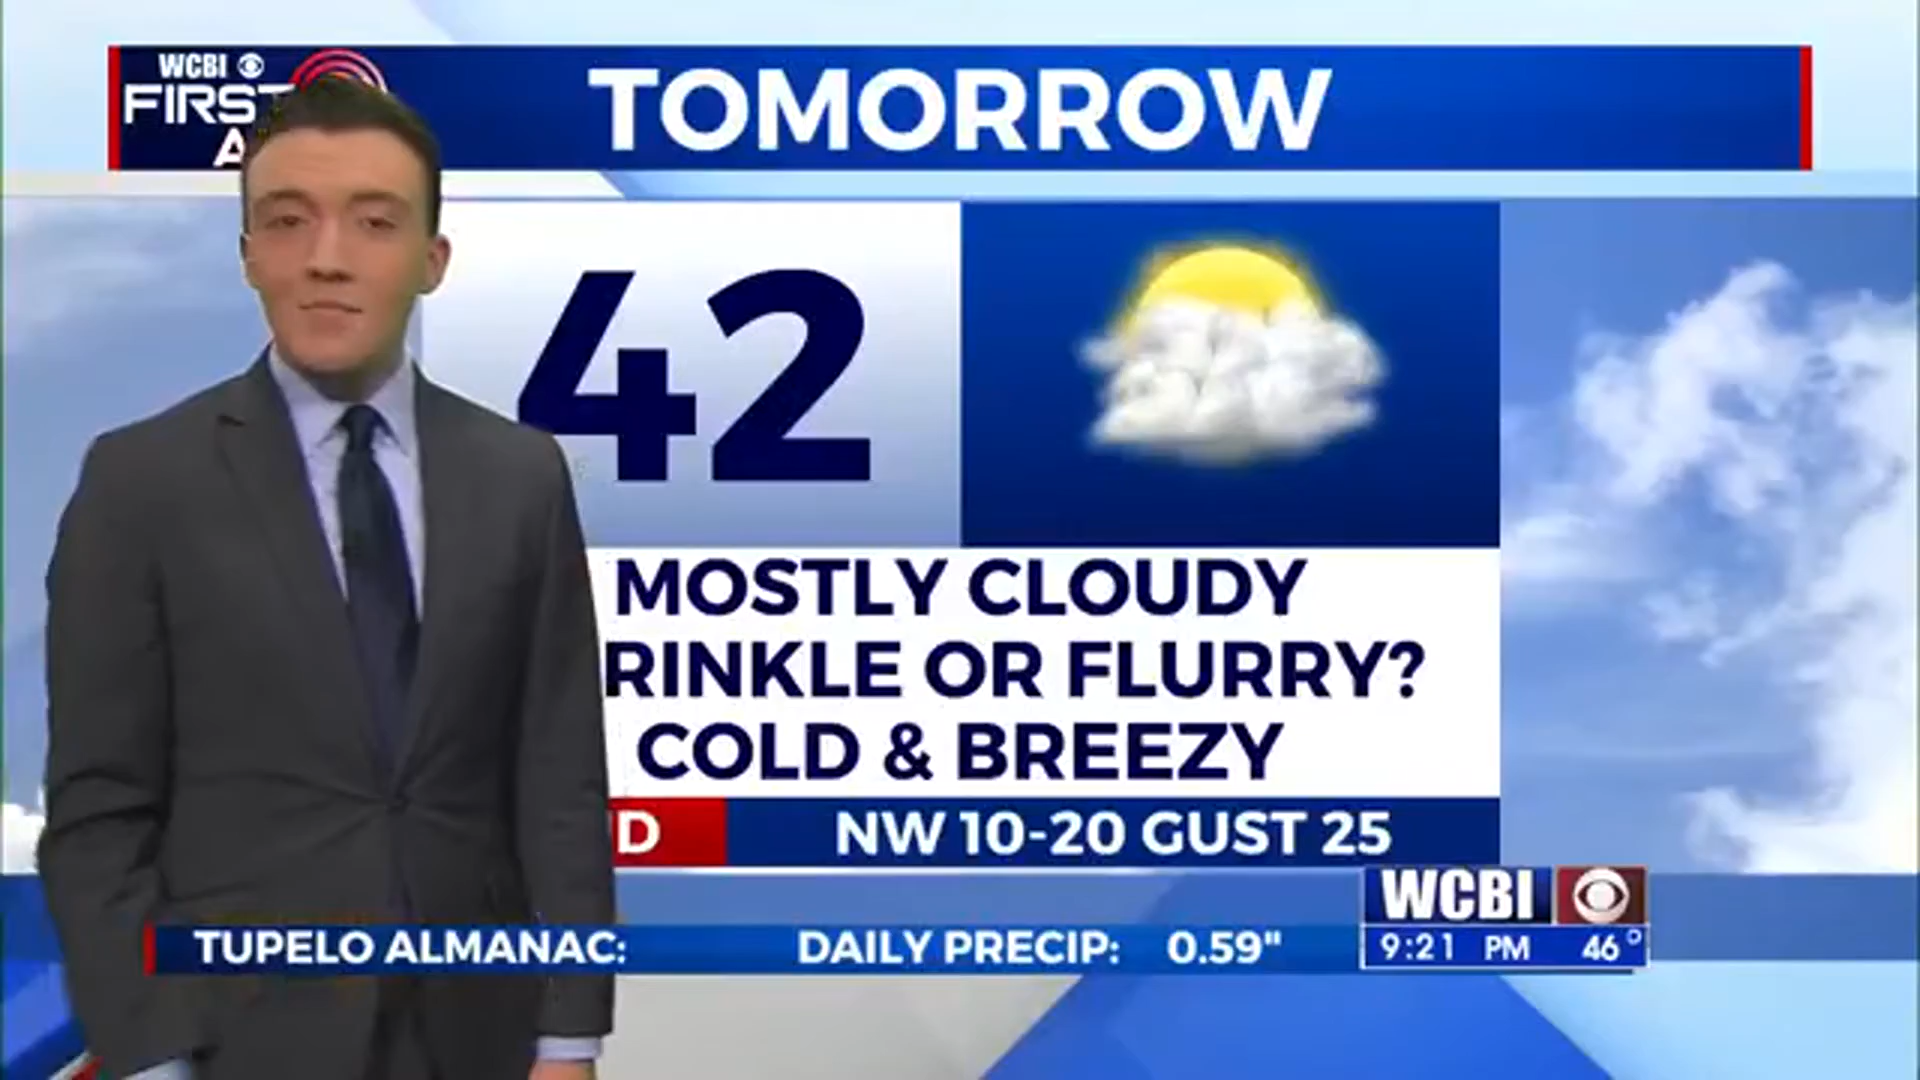 WCBI
FIRST
TOMORROW
42
MOSTLY CLOUDY
RINKLE OR FLURRY?
COLD & BREEZY
ND
NW 10-20 GUST 25
WCBI
TUPELO ALMANAC: DAILY PRECIP: 0.59"
9:21 PM 46°